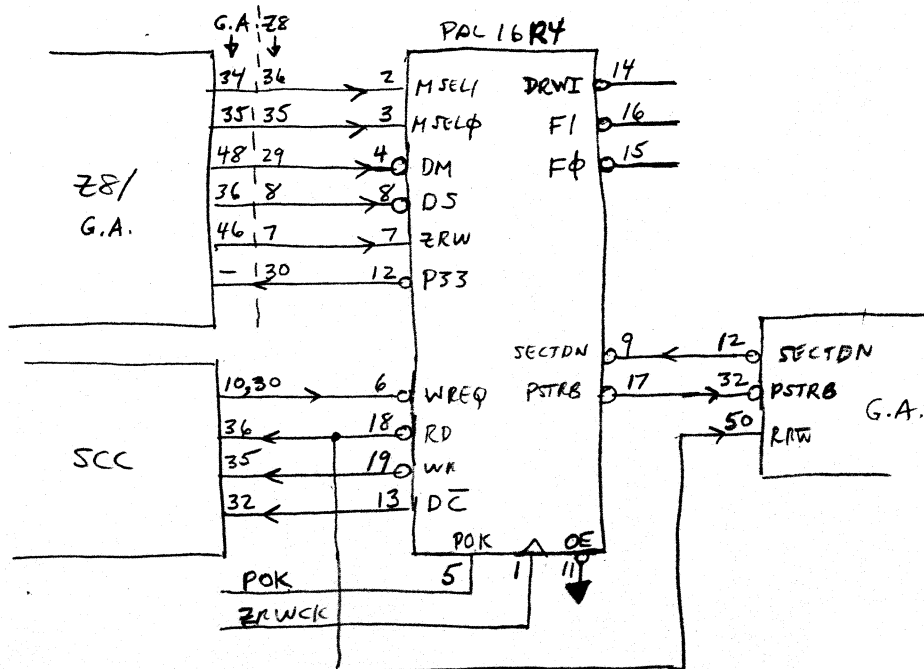 G.A. Z8
PAL 16R4
34 36 2 MSEL1
DRWI 14
35 35 3 MSELØ
F1 16
48 29 4 DM
FØ 15
Z8/
G.A.
36 8 8 DS
46 7 7 ZRW
- 30 12 P33
SECTDN 9 12 SECTDN
10,30 6 WREQ
PSTRB 17 32 PSTRB
G.A.
36 18 RD
50
SCC
35 19 WR
32 13 DC̅
POK
OE
POK
5
1
11
ZRWCK